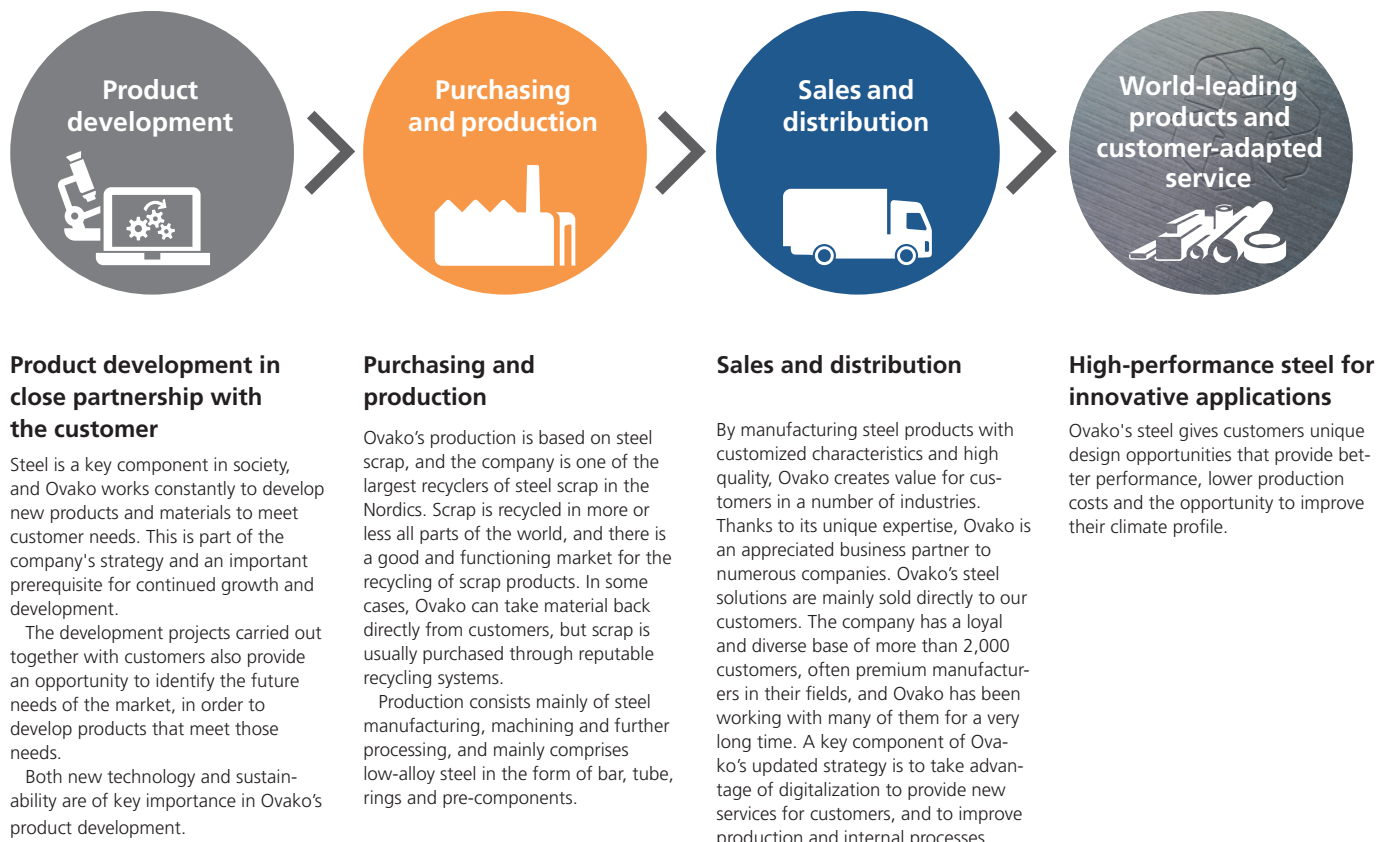 Product
development
Purchasing
and production
Sales and
distribution
World-leading
products and
customer-adapted
service
Product development in
close partnership with
the customer
Steel is a key component in society,
and Ovako works constantly to develop
new products and materials to meet
customer needs. This is part of the
company's strategy and an important
prerequisite for continued growth and
development.
The development projects carried out
together with customers also provide
an opportunity to identify the future
needs of the market, in order to
develop products that meet those
needs.
Both new technology and sustain-
ability are of key importance in Ovako’s
product development.
Purchasing and
production
Ovako’s production is based on steel
scrap, and the company is one of the
largest recyclers of steel scrap in the
Nordics. Scrap is recycled in more or
less all parts of the world, and there is
a good and functioning market for the
recycling of scrap products. In some
cases, Ovako can take material back
directly from customers, but scrap is
usually purchased through reputable
recycling systems.
Production consists mainly of steel
manufacturing, machining and further
processing, and mainly comprises
low-alloy steel in the form of bar, tube,
rings and pre-components.
Sales and distribution
By manufacturing steel products with
customized characteristics and high
quality, Ovako creates value for cus-
tomers in a number of industries.
Thanks to its unique expertise, Ovako is
an appreciated business partner to
numerous companies. Ovako’s steel
solutions are mainly sold directly to our
customers. The company has a loyal
and diverse base of more than 2,000
customers, often premium manufactur-
ers in their fields, and Ovako has been
working with many of them for a very
long time. A key component of Ova-
ko’s updated strategy is to take advan-
tage of digitalization to provide new
services for customers, and to improve
production and internal processes
High-performance steel for
innovative applications
Ovako's steel gives customers unique
design opportunities that provide bet-
ter performance, lower production
costs and the opportunity to improve
their climate profile.